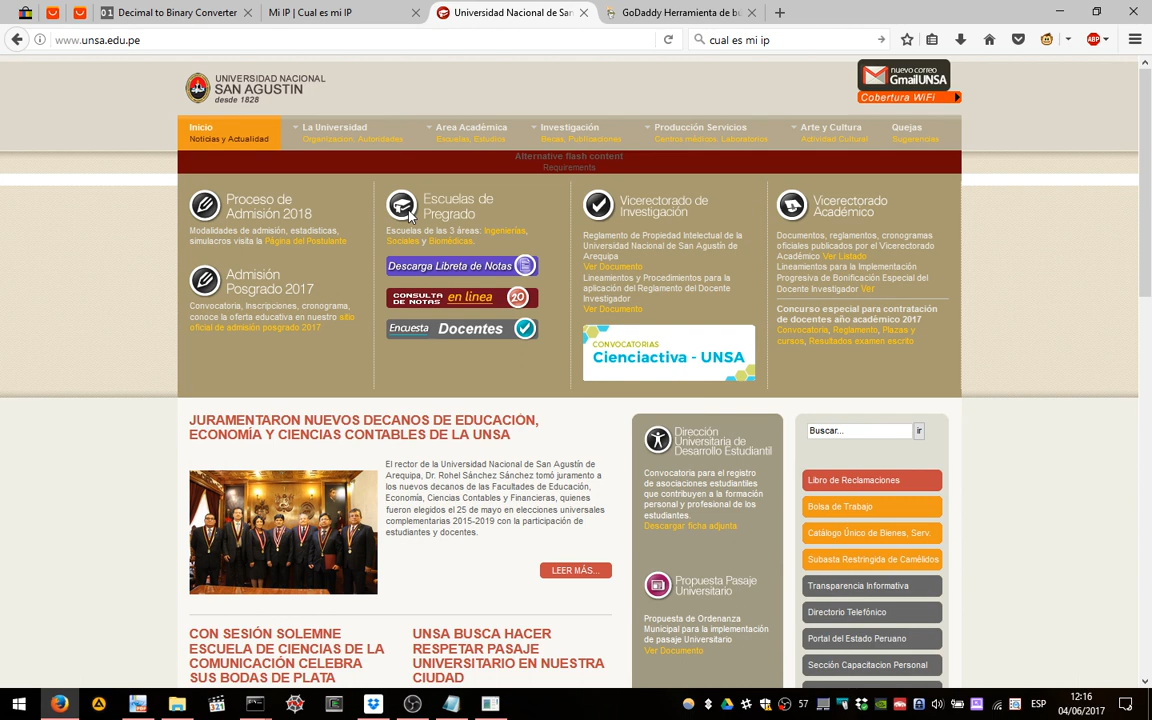 Decimal to Binary Converter
Mi IP | Cual es mi IP
Universidad Nacional de San
GoDaddy Herramienta de bú
www.unsa.edu.pe
cual es mi ip
UNIVERSIDAD NACIONAL
SAN AGUSTIN
desde 1828
nuevo correo
GmailUNSA
Cobertura WiFi
Inicio
Noticias y Actualidad
La Universidad
Organización, Autoridades
Area Académica
Escuelas, Estudios
Investigación
Becas, Publicaciones
Producción Servicios
Centros médicos, Laboratorios
Arte y Cultura
Actividad Cultural
Quejas
Sugerencias
Alternative flash content
Requirements
Proceso de
Admisión 2018
Modalidades de admisión, estadisticas,
simulacros visita la Página del Postulante
Admisión
Posgrado 2017
Convocatoria, Inscripciones, cronograma,
conoce la oferta educativa en nuestro sitio
oficial de admisión posgrado 2017
Escuelas de
Pregrado
Escuelas de las 3 áreas: Ingenierías,
Sociales y Biomédicas.
Descarga Libreta de Notas
CONSULTA
DE NOTAS en linea 20
Encuesta Docentes
Vicerectorado de
Investigación
Reglamento de Propiedad Intelectual de la
Universidad Nacional de San Agustín de
Arequipa
Ver Documento
Lineamientos y Procedimientos para la
aplicación del Reglamento del Docente
Investigador
Ver Documento
CONVOCATORIAS
Cienciactiva - UNSA
Vicerectorado
Académico
Documentos, reglamentos, cronogramas
oficiales publicados por el Vicerectorado
Académico Ver Listado
Lineamientos para la Implementación
Progresiva de Bonificación Especial del
Docente Investigador Ver
Concurso especial para contratación
de docentes año académico 2017
Convocatoria, Reglamento, Plazaa y
cursos, Resultados examen escrito
JURAMENTARON NUEVOS DECANOS DE EDUCACIÓN,
ECONOMÍA Y CIENCIAS CONTABLES DE LA UNSA
El rector de la Universidad Nacional de San Agustín de
Arequipa, Dr. Rohel Sánchez Sánchez tomó juramento a
los nuevos decanos de las Facultades de Educación,
Economía, Ciencias Contables y Financieras, quienes
fueron elegidos el 25 de mayo en elecciones universales
complementarias 2015-2019 con la participación de
estudiantes y docentes.
LEER MÁS...
CON SESIÓN SOLEMNE
ESCUELA DE CIENCIAS DE LA
COMUNICACIÓN CELEBRA
SUS BODAS DE PLATA
UNSA BUSCA HACER
RESPETAR PASAJE
UNIVERSITARIO EN NUESTRA
CIUDAD
Dirección
Universitaria de
Desarrollo Estudiantil
Convocatoria para el registro
de asociaciones estudiantiles
que contribuyen a la formación
personal y profesional de los
estudiantes.
Descargar ficha adjunta.
Propuesta Pasaje
Universitario
Propuesta de Ordenanza
Municipal para la implementación
de pasaje Universitario
Ver Documento
Buscar...
ir
Libro de Reclamaciones
Bolsa de Trabajo
Catálogo Único de Bienes, Serv.
Subasta Restringida de Camélidos
Transparencia Informativa
Directorio Telefónico
Portal del Estado Peruano
Sección Capacitacion Personal
57
ESP
12:16
04/06/2017